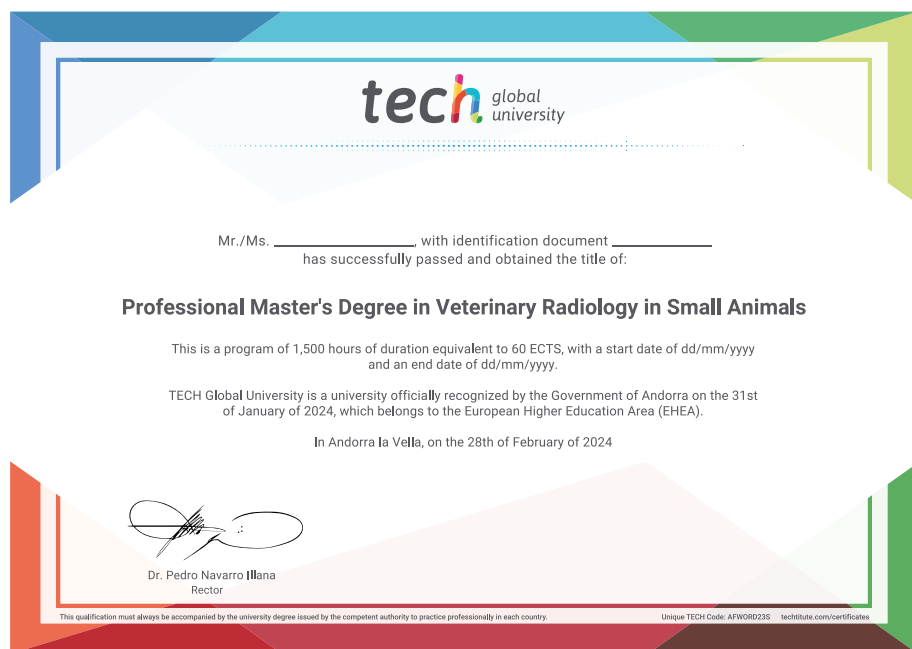 tech global university
Mr./Ms. ____________, with identification document ____________
has successfully passed and obtained the title of:
Professional Master's Degree in Veterinary Radiology in Small Animals
This is a program of 1,500 hours of duration equivalent to 60 ECTS, with a start date of dd/mm/yyyy
and an end date of dd/mm/yyyy.
TECH Global University is a university officially recognized by the Government of Andorra on the 31st
of January of 2024, which belongs to the European Higher Education Area (EHEA).
In Andorra la Vella, on the 28th of February of 2024
Dr. Pedro Navarro Illana
Rector
This qualification must always be accompanied by the university degree issued by the competent authority to practice professionally in each country.
Unique TECH Code: AFWORD23S techtitute.com/certificates